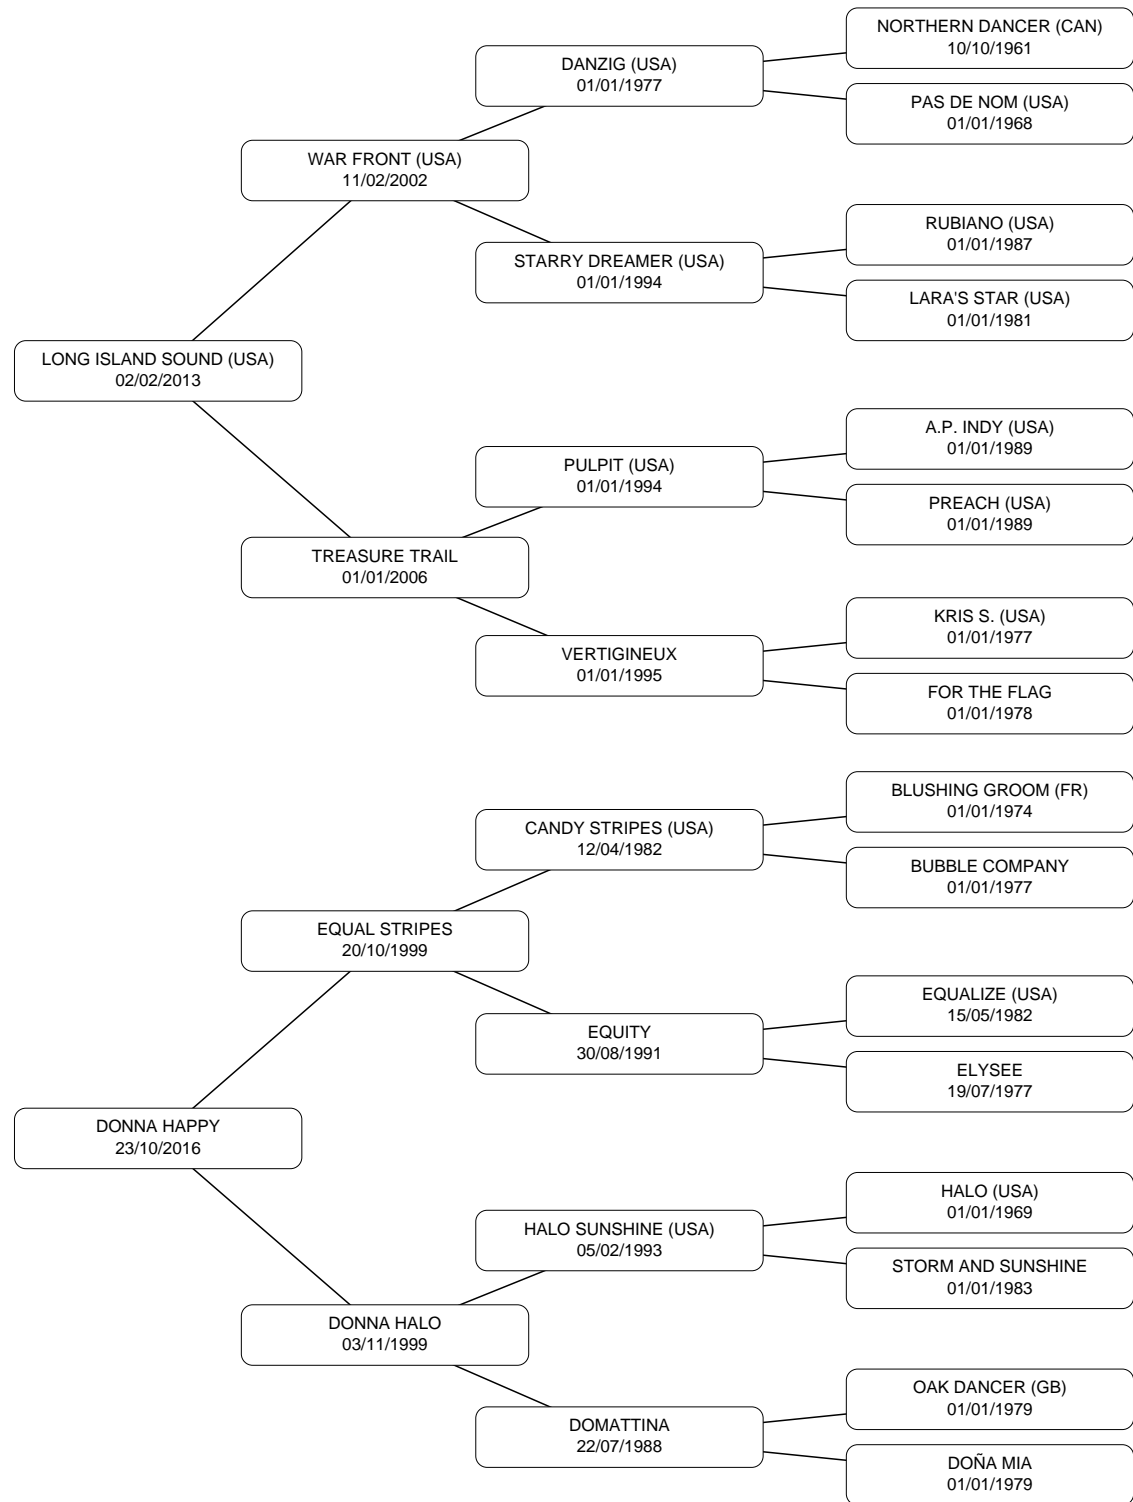 NORTHERN DANCER (CAN)
10/10/1961
DANZIG (USA)
01/01/1977
PAS DE NOM (USA)
01/01/1968
WAR FRONT (USA)
11/02/2002
RUBIANO (USA)
01/01/1987
STARRY DREAMER (USA)
01/01/1994
LARA'S STAR (USA)
01/01/1981
LONG ISLAND SOUND (USA)
02/02/2013
A.P. INDY (USA)
01/01/1989
PULPIT (USA)
01/01/1994
PREACH (USA)
01/01/1989
TREASURE TRAIL
01/01/2006
KRIS S. (USA)
01/01/1977
VERTIGINEUX
01/01/1995
FOR THE FLAG
01/01/1978
BLUSHING GROOM (FR)
01/01/1974
CANDY STRIPES (USA)
12/04/1982
BUBBLE COMPANY
01/01/1977
EQUAL STRIPES
20/10/1999
EQUALIZE (USA)
15/05/1982
EQUITY
30/08/1991
ELYSEE
19/07/1977
DONNA HAPPY
23/10/2016
HALO (USA)
01/01/1969
HALO SUNSHINE (USA)
05/02/1993
STORM AND SUNSHINE
01/01/1983
DONNA HALO
03/11/1999
OAK DANCER (GB)
01/01/1979
DOMATTINA
22/07/1988
DOÑA MIA
01/01/1979